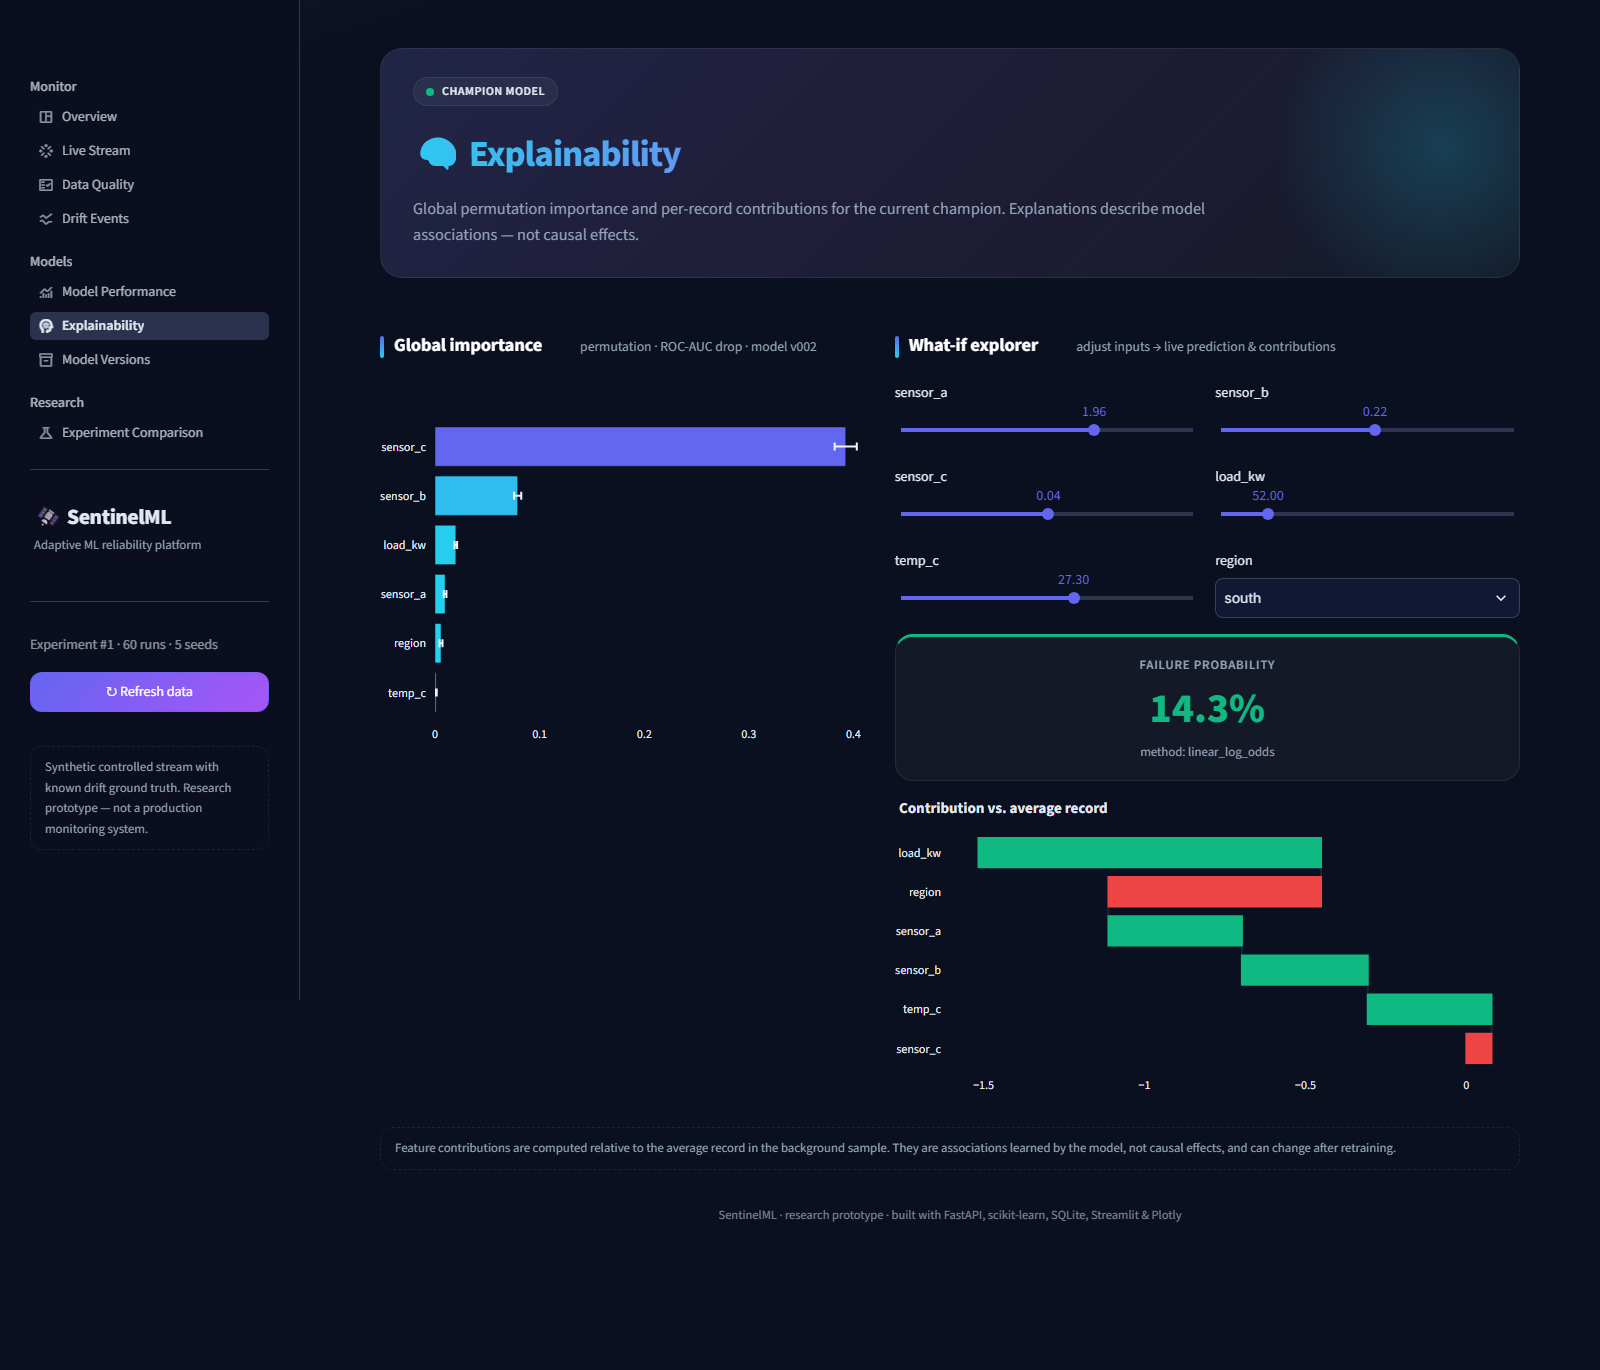 Monitor
Overview
Live Stream
Data Quality
Drift Events
Models
Model Performance
Explainability
Model Versions
Research
Experiment Comparison
SentinelML
Adaptive ML reliability platform
Experiment #1 · 60 runs · 5 seeds
↻ Refresh data
Synthetic controlled stream with
known drift ground truth. Research
prototype — not a production
monitoring system.
CHAMPION MODEL
Explainability
Global permutation importance and per-record contributions for the current champion. Explanations describe model
associations — not causal effects.
Global importance permutation · ROC-AUC drop · model v002
sensor_c
sensor_b
load_kw
sensor_a
region
temp_c
0 0.1 0.2 0.3 0.4
What-if explorer adjust inputs → live prediction & contributions
sensor_a
1.96
sensor_b
0.22
sensor_c
0.04
load_kw
52.00
temp_c
27.30
region
south
FAILURE PROBABILITY
14.3%
method: linear_log_odds
Contribution vs. average record
load_kw
region
sensor_a
sensor_b
temp_c
sensor_c
−1.5 −1 −0.5 0
Feature contributions are computed relative to the average record in the background sample. They are associations learned by the model, not causal effects, and can change after retraining.
SentinelML · research prototype · built with FastAPI, scikit-learn, SQLite, Streamlit & Plotly